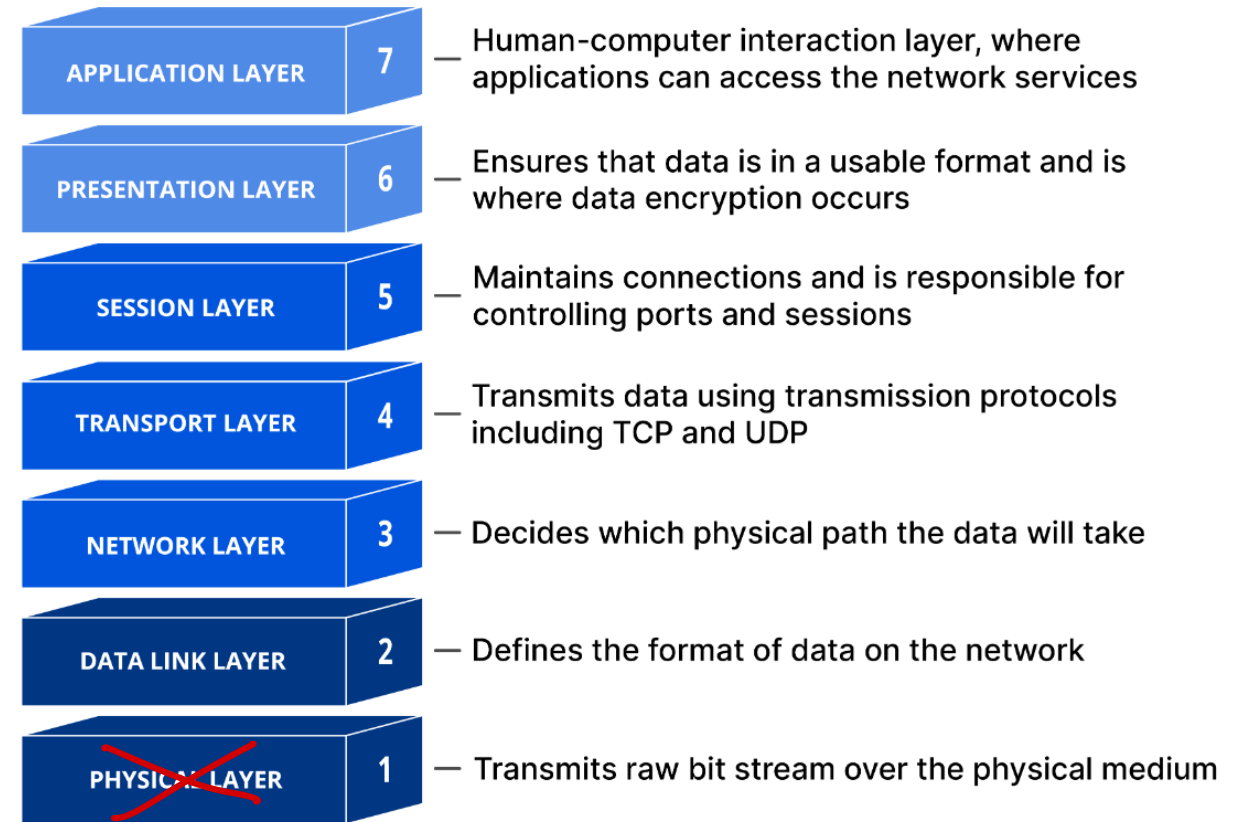 APPLICATION LAYER 7
Human-computer interaction layer, where
applications can access the network services
PRESENTATION LAYER 6
Ensures that data is in a usable format and is
where data encryption occurs
SESSION LAYER 5
Maintains connections and is responsible for
controlling ports and sessions
TRANSPORT LAYER 4
Transmits data using transmission protocols
including TCP and UDP
NETWORK LAYER 3
Decides which physical path the data will take
DATA LINK LAYER 2
Defines the format of data on the network
PHYSICAL LAYER 1
Transmits raw bit stream over the physical medium